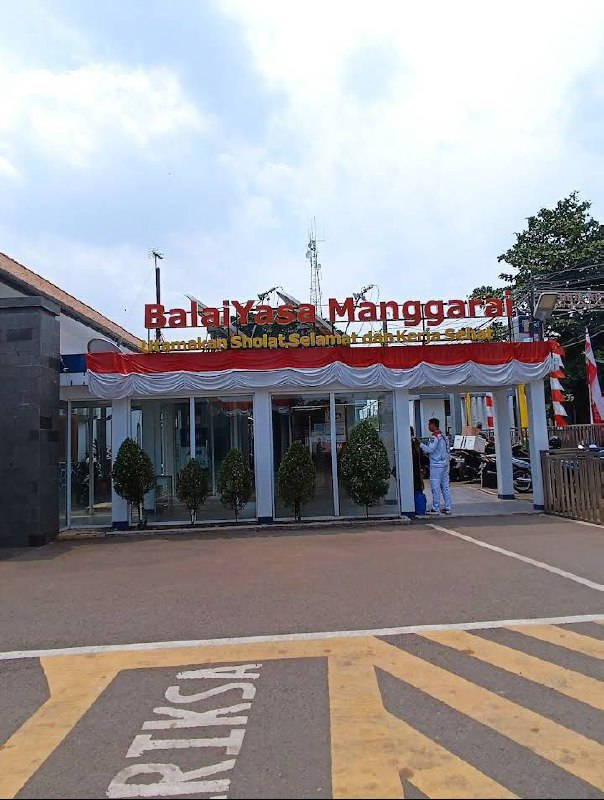 Balai Yasa Manggarai
Utamakan Sholat, Selamat dan Kerja Sehat
RIKSA